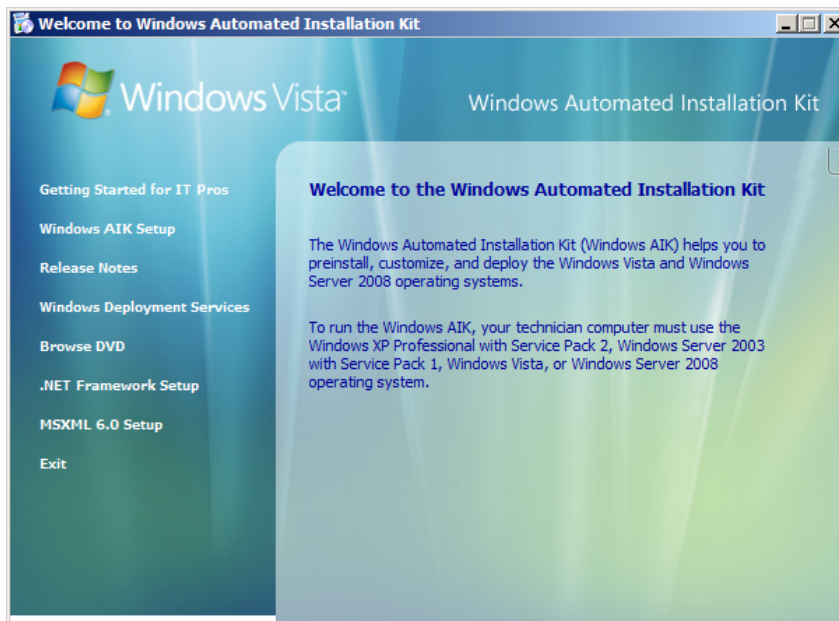 Welcome to Windows Automated Installation Kit
Windows Vista™
Windows Automated Installation Kit
Getting Started for IT Pros
Windows AIK Setup
Release Notes
Windows Deployment Services
Browse DVD
.NET Framework Setup
MSXML 6.0 Setup
Exit
Welcome to the Windows Automated Installation Kit
The Windows Automated Installation Kit (Windows AIK) helps you to
preinstall, customize, and deploy the Windows Vista and Windows
Server 2008 operating systems.
To run the Windows AIK, your technician computer must use the
Windows XP Professional with Service Pack 2, Windows Server 2003
with Service Pack 1, Windows Vista, or Windows Server 2008
operating system.